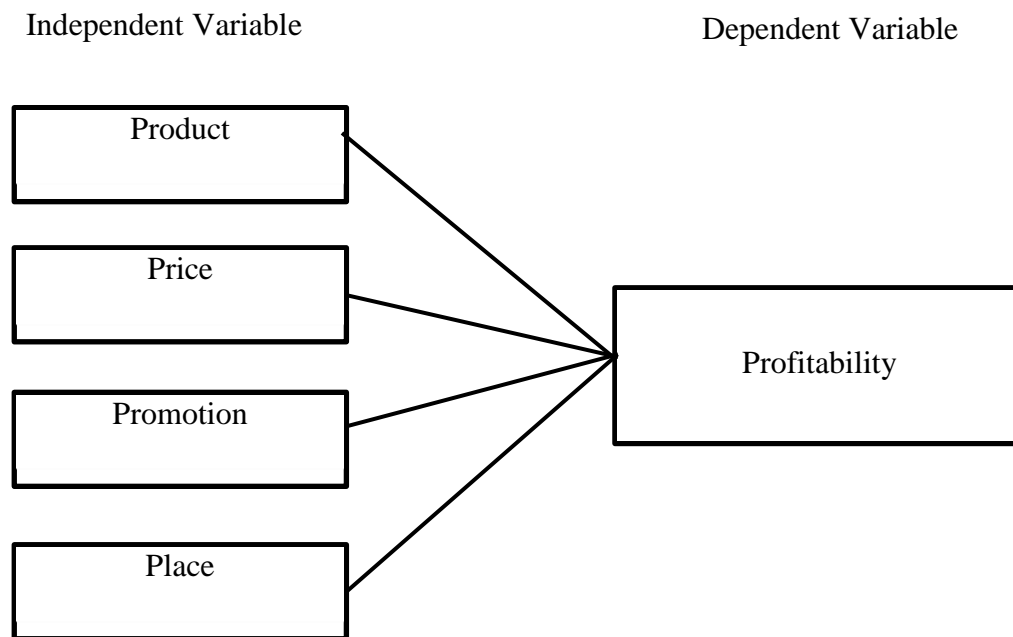 Independent Variable
Dependent Variable
Product
Price
Promotion
Place
Profitability